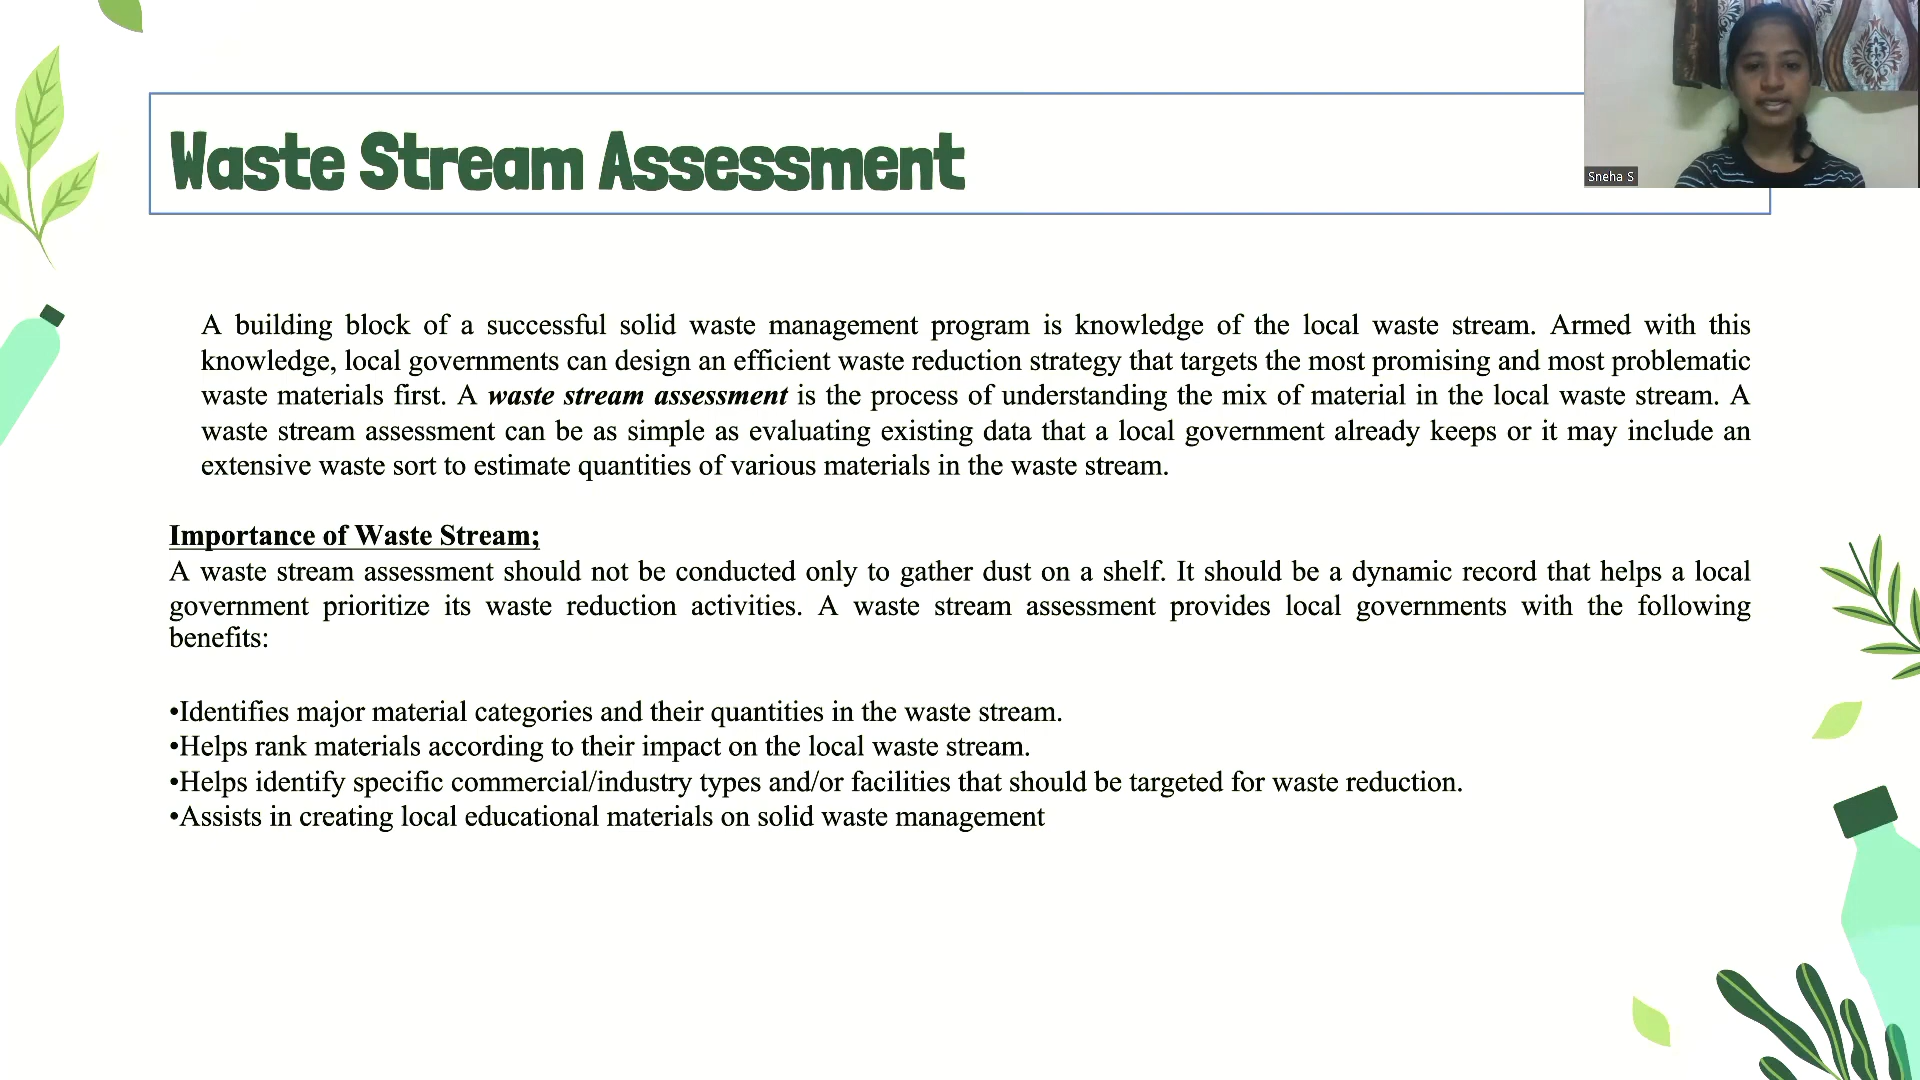 Waste Stream Assessment
Sneha S
A building block of a successful solid waste management program is knowledge of the local waste stream. Armed with this
knowledge, local governments can design an efficient waste reduction strategy that targets the most promising and most problematic
waste materials first. A waste stream assessment is the process of understanding the mix of material in the local waste stream. A
waste stream assessment can be as simple as evaluating existing data that a local government already keeps or it may include an
extensive waste sort to estimate quantities of various materials in the waste stream.
Importance of Waste Stream;
A waste stream assessment should not be conducted only to gather dust on a shelf. It should be a dynamic record that helps a local
government prioritize its waste reduction activities. A waste stream assessment provides local governments with the following
benefits:
•Identifies major material categories and their quantities in the waste stream.
•Helps rank materials according to their impact on the local waste stream.
•Helps identify specific commercial/industry types and/or facilities that should be targeted for waste reduction.
•Assists in creating local educational materials on solid waste management